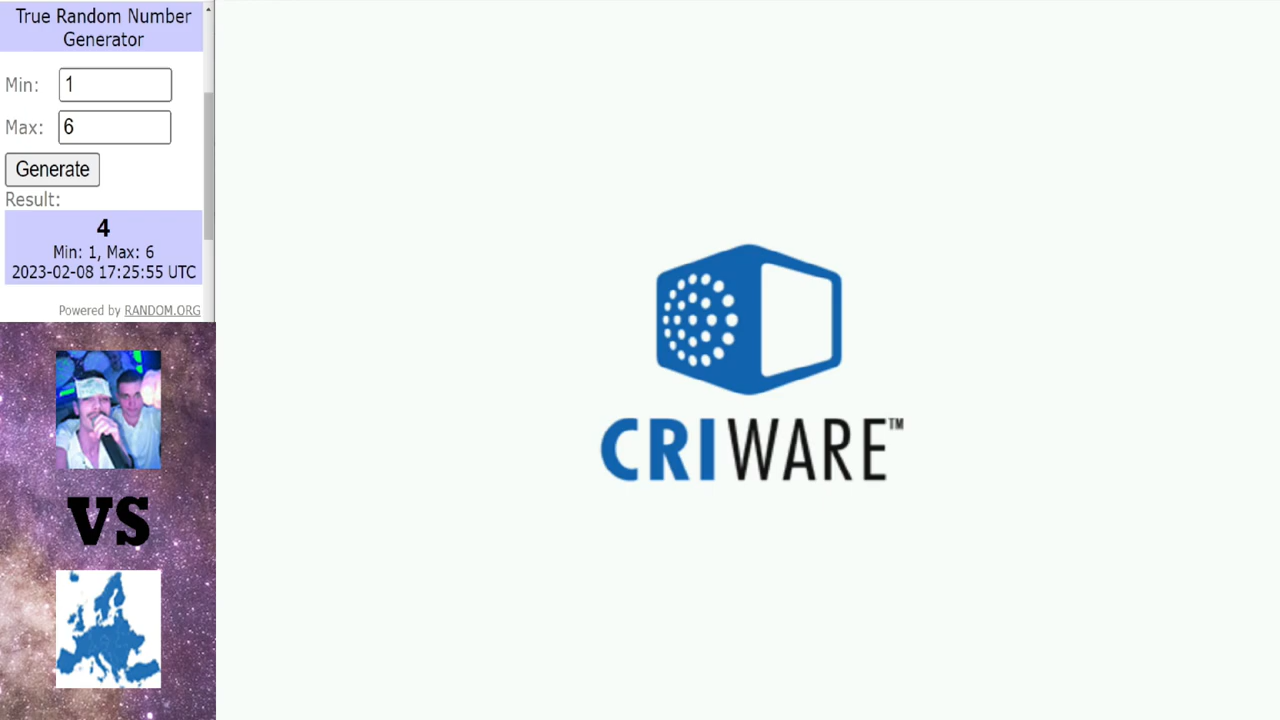 True Random Number
Generator
Min: 1
Max: 6
Generate
Result:
4
Min: 1, Max: 6
2023-02-08 17:25:55 UTC
Powered by RANDOM.ORG
VS
CRIWARE™